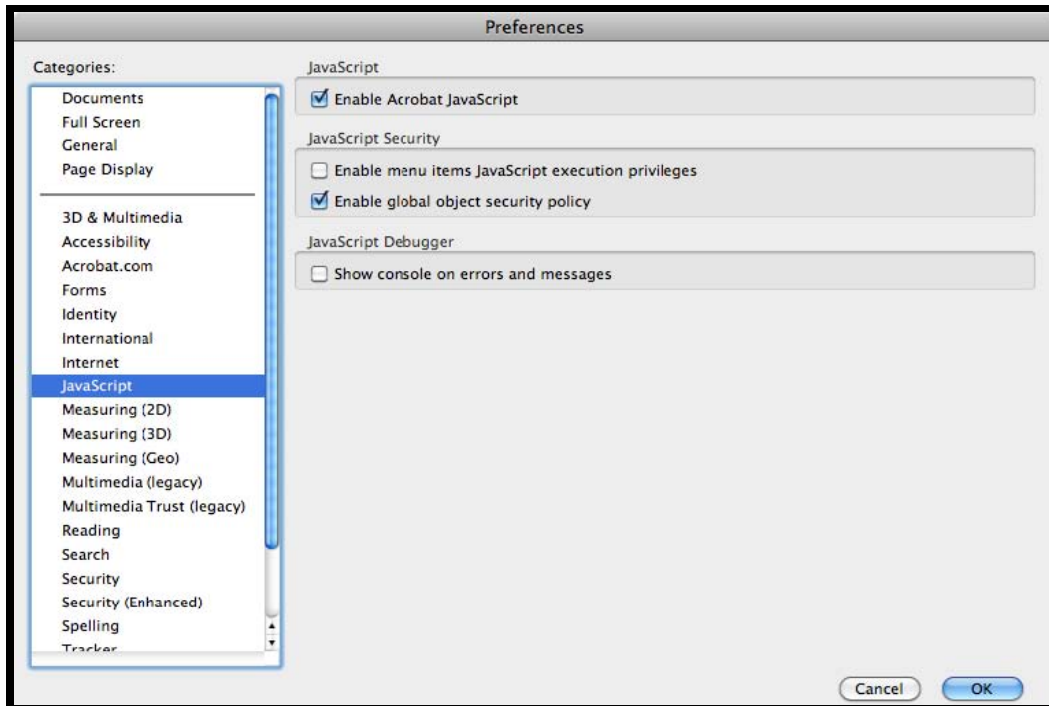 Preferences
Categories:
Documents
Full Screen
General
Page Display
3D & Multimedia
Accessibility
Acrobat.com
Forms
Identity
International
Internet
JavaScript
Measuring (2D)
Measuring (3D)
Measuring (Geo)
Multimedia (legacy)
Multimedia Trust (legacy)
Reading
Search
Security
Security (Enhanced)
Spelling
Tracker
JavaScript
Enable Acrobat JavaScript
JavaScript Security
Enable menu items JavaScript execution privileges
Enable global object security policy
JavaScript Debugger
Show console on errors and messages
Cancel
OK